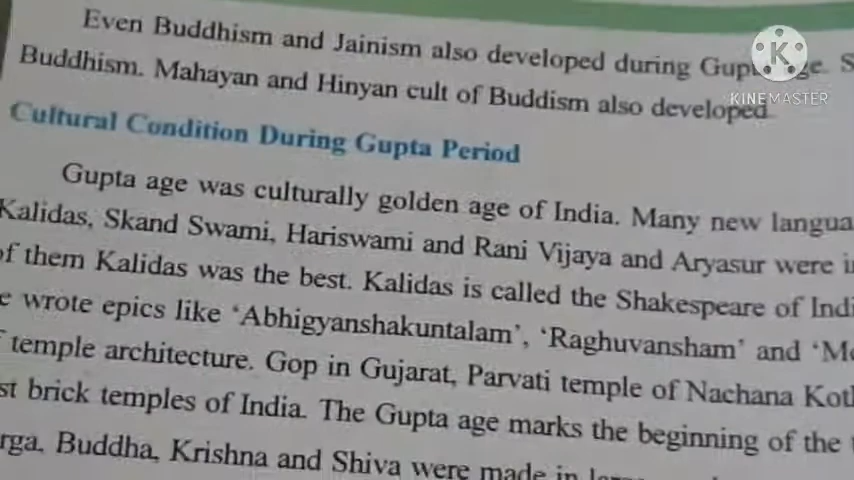 Even Buddhism and Jainism also developed during
Buddhism. Mahayan and Hinyan cult of Buddism also developed.
Cultural Condition During Gupta Period
Gupta age was culturally golden age of India. Many new
Kalidas, Skand Swami, Hariswami and Rani Vijaya and Aryasur were
of them Kalidas was the best. Kalidas is called the Shakespeare of
wrote epics like 'Abhigyanshakuntalam', 'Raghuvansham' and
temple architecture. Gop in Gujarat, Parvati temple of Nachana
brick temples of India. The Gupta age marks the beginning of the
Buddha, Krishna and Shiva were made in
KINEMASTER